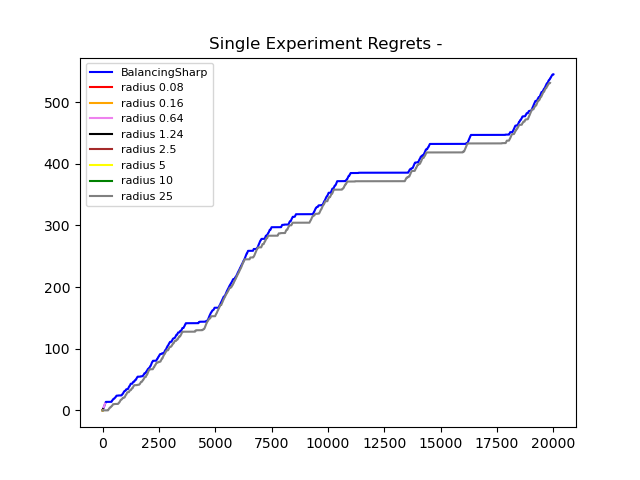 Single Experiment Regrets -
BalancingSharp
radius 0.08
radius 0.16
radius 0.64
radius 1.24
radius 2.5
radius 5
radius 10
radius 25
500
400
300
200
100
0
0 2500 5000 7500 10000 12500 15000 17500 20000